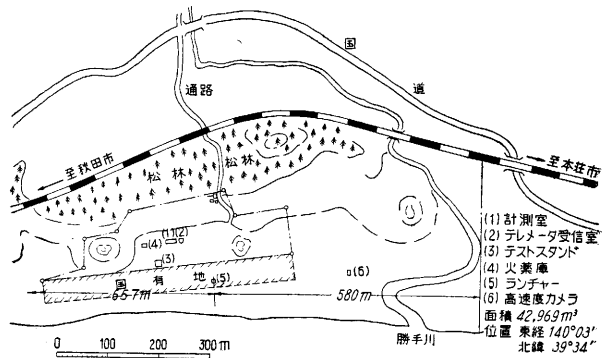 国
道
通路
松林
松林
至秋田市
至本荘市
(1)(2)
(4)
(3)
(5)
(6)
国有地
657m
580m
勝手川
0 100 200 300 m
(1) 計測室
(2) テレメータ受信室
(3) テストスタンド
(4) 火薬庫
(5) ランチャー
(6) 高速度カメラ
面積 42,969m³
位置 東経 140°03′
北緯 39°34″